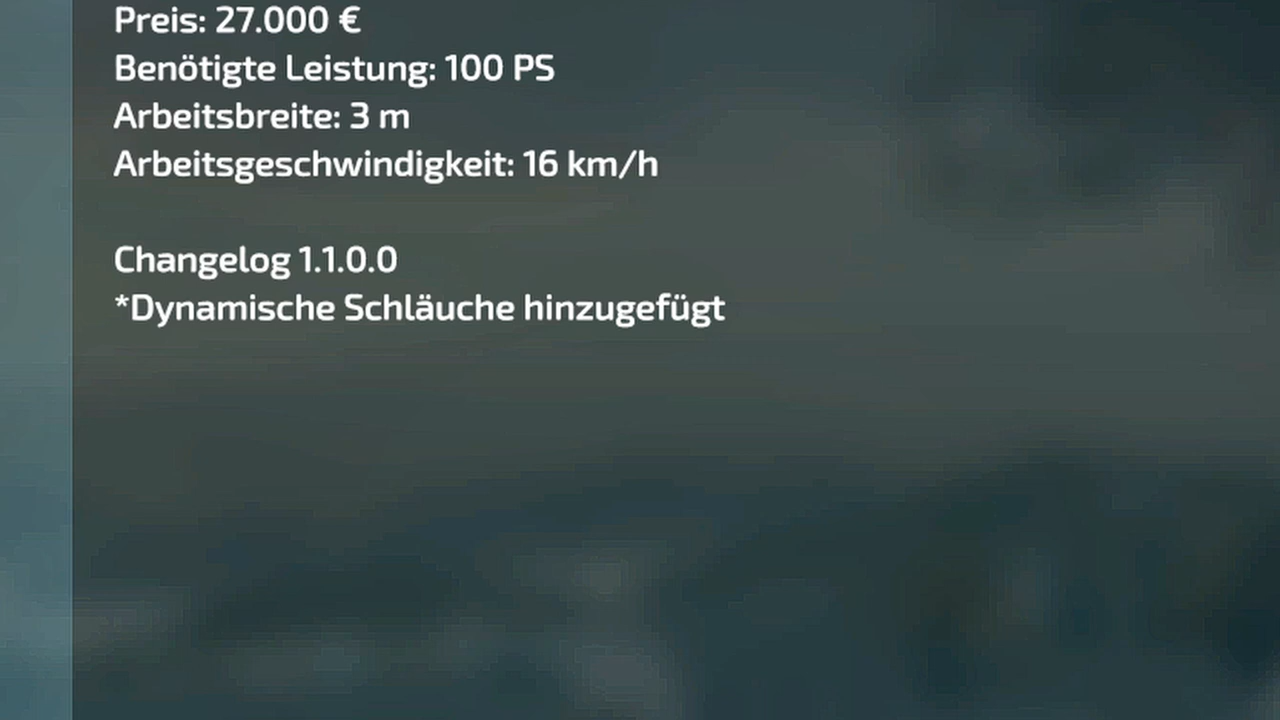 Preis: 27.000 €
Benötigte Leistung: 100 PS
Arbeitsbreite: 3 m
Arbeitsgeschwindigkeit: 16 km/h
Changelog 1.1.0.0
*Dynamische Schläuche hinzugefügt